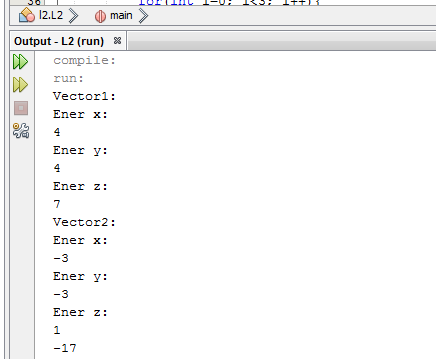 36 for(int i=0; i<3; i++){
l2.L2 main
Output - L2 (run)
compile:
run:
Vector1:
Ener x:
4
Ener y:
4
Ener z:
7
Vector2:
Ener x:
-3
Ener y:
-3
Ener z:
1
-17